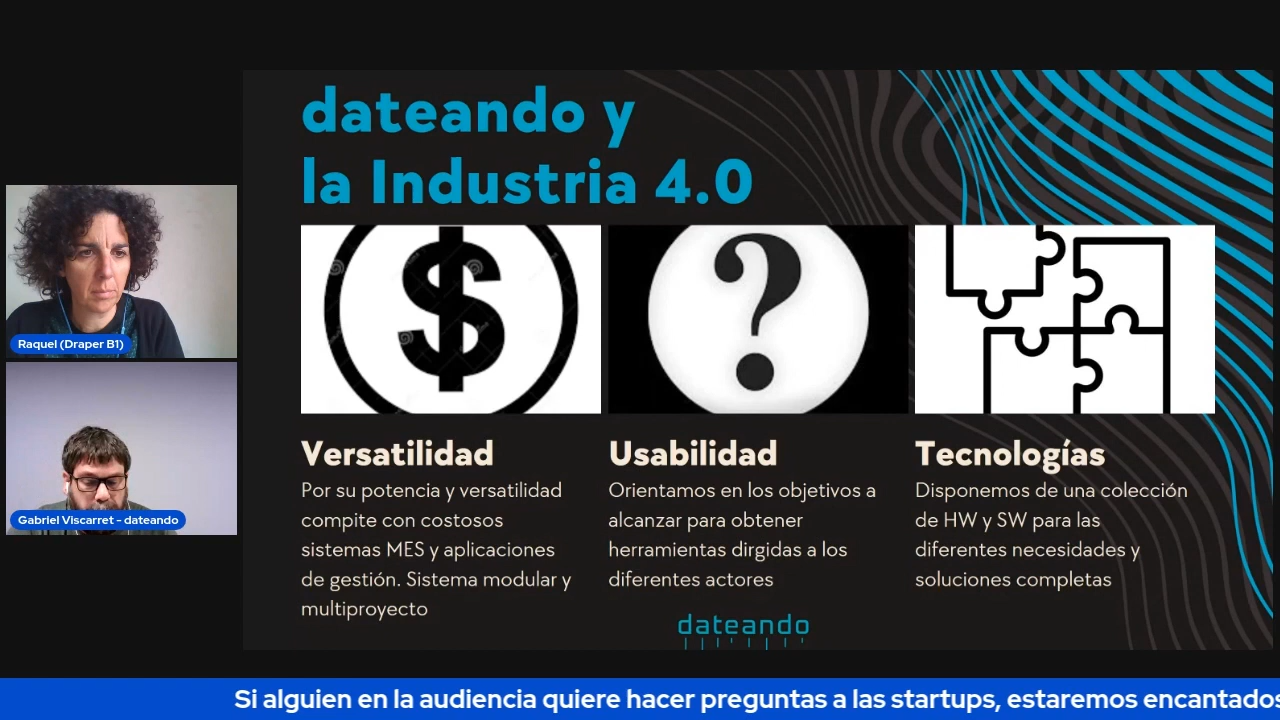 dateando y
la Industria 4.0
Raquel (Draper B1)
Gabriel Viscarret - dateando
Versatilidad
Por su potencia y versatilidad
compite con costosos
sistemas MES y aplicaciones
de gestión. Sistema modular y
multiproyecto
Usabilidad
Orientamos en los objetivos a
alcanzar para obtener
herramientas dirgidas a los
diferentes actores
Tecnologías
Disponemos de una colección
de HW y SW para las
diferentes necesidades y
soluciones completas
dateando
Si alguien en la audiencia quiere hacer preguntas a las startups, estaremos encantados